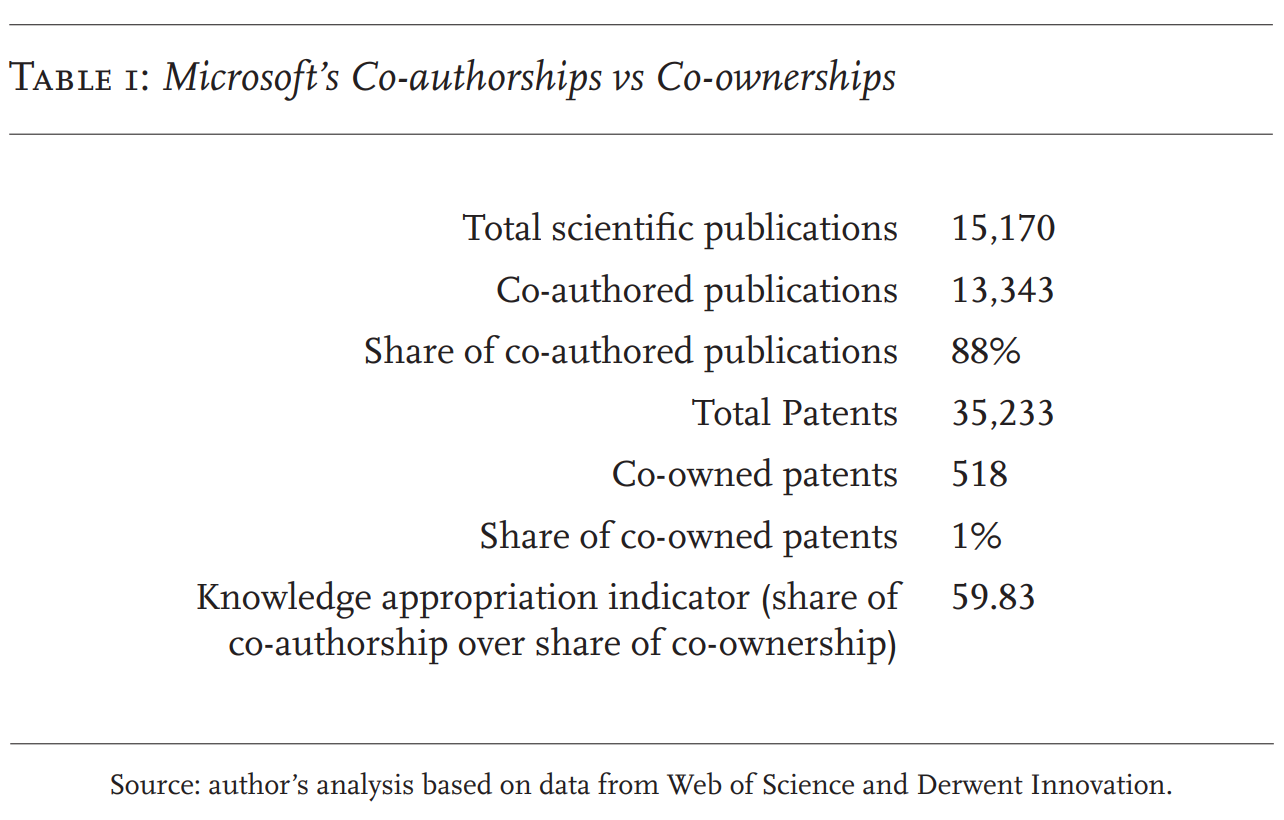 TABLE 1: Microsoft’s Co-authorships vs Co-ownerships
Total scientific publications 15,170
Co-authored publications 13,343
Share of co-authored publications 88%
Total Patents 35,233
Co-owned patents 518
Share of co-owned patents 1%
Knowledge appropriation indicator (share of 59.83
co-authorship over share of co-ownership)
Source: author’s analysis based on data from Web of Science and Derwent Innovation.